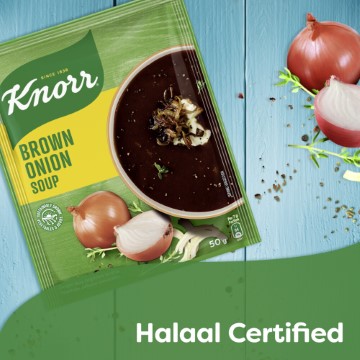 SINCE 1838
Knorr
BROWN
ONION
SOUP
50 g
Halaal Certified